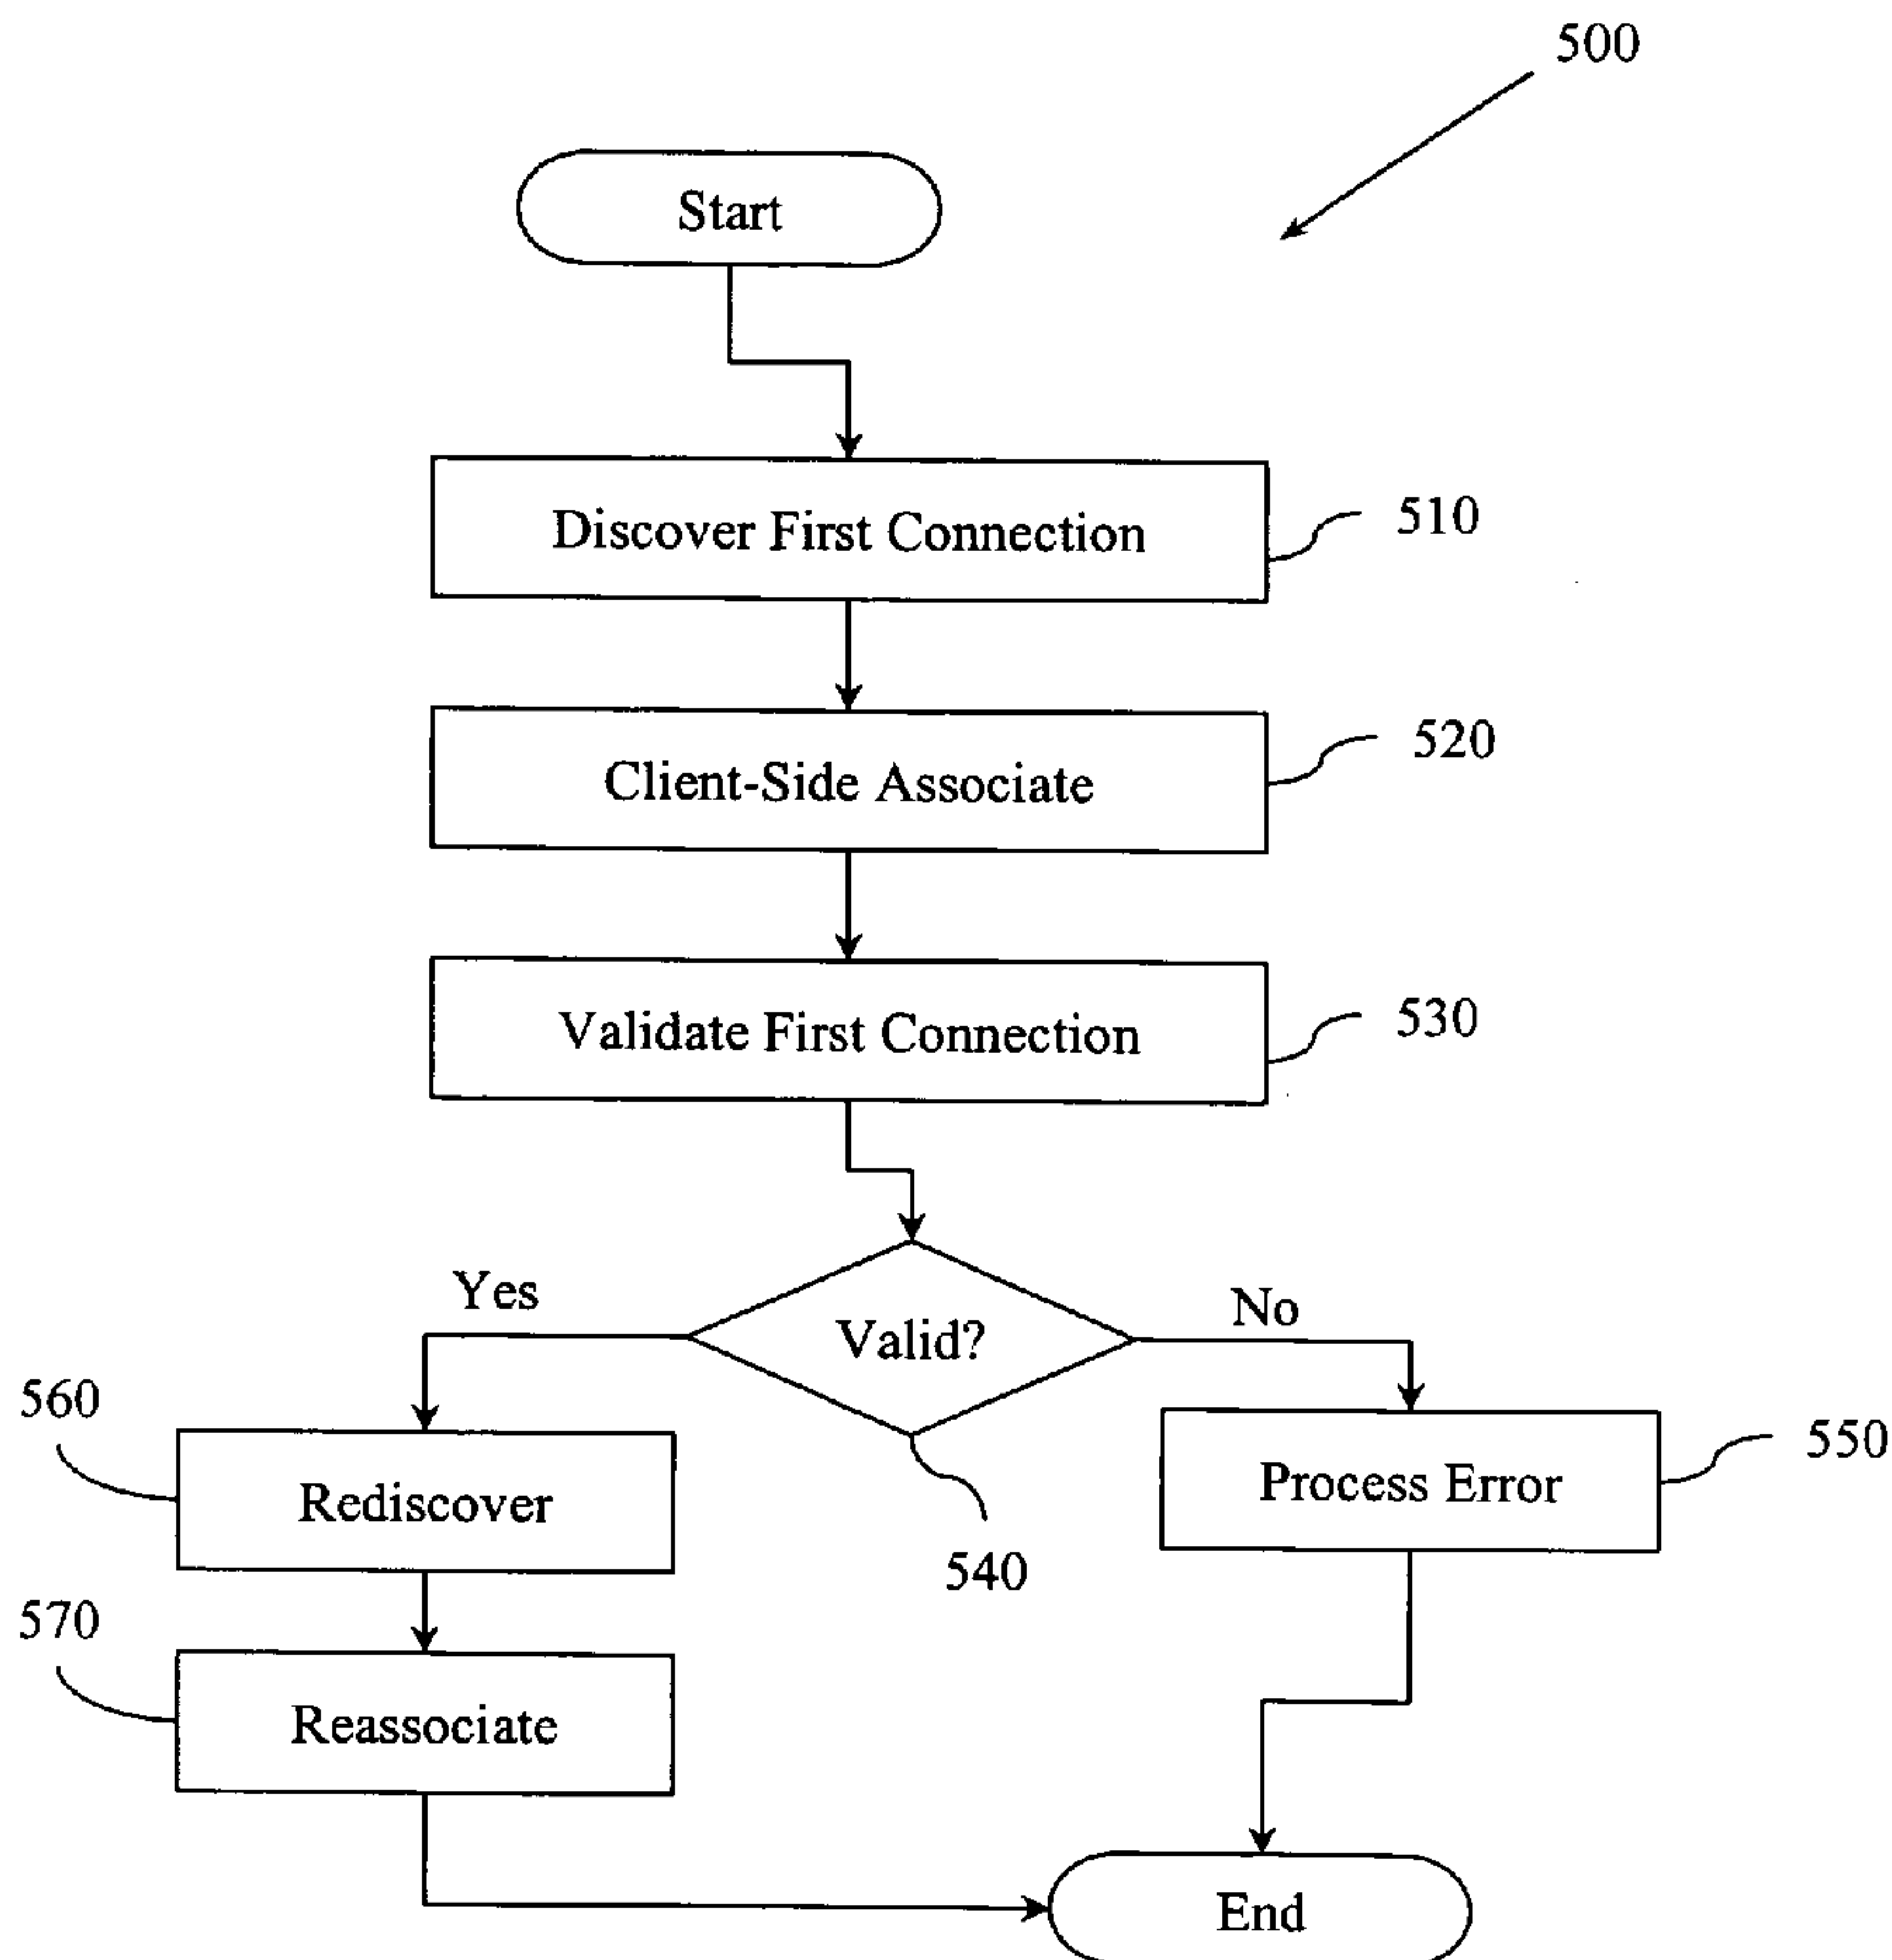 500
Start
Discover First Connection
510
Client-Side Associate
520
Validate First Connection
530
Yes
Valid?
No
560
Rediscover
540
Process Error
550
570
Reassociate
End